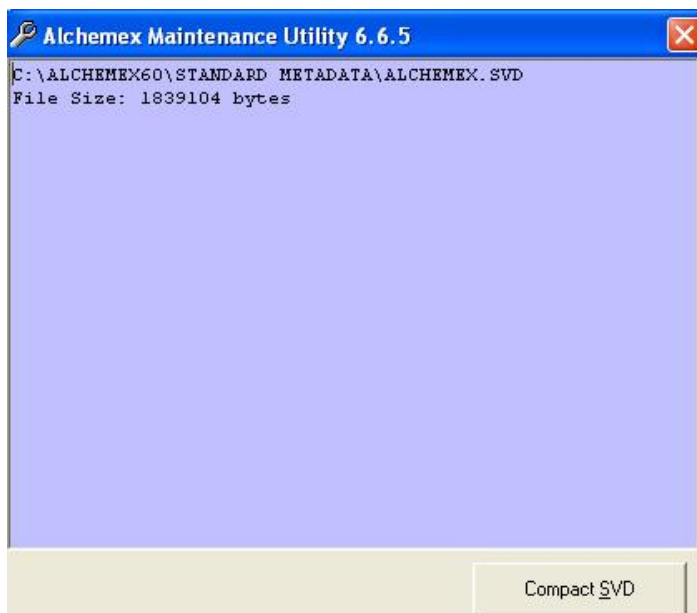 Alchemex Maintenance Utility 6.6.5
C:\ALCHEMEX60\STANDARD METADATA\ALCHEMEX.SVD
File Size: 1839104 bytes
Compact SVD